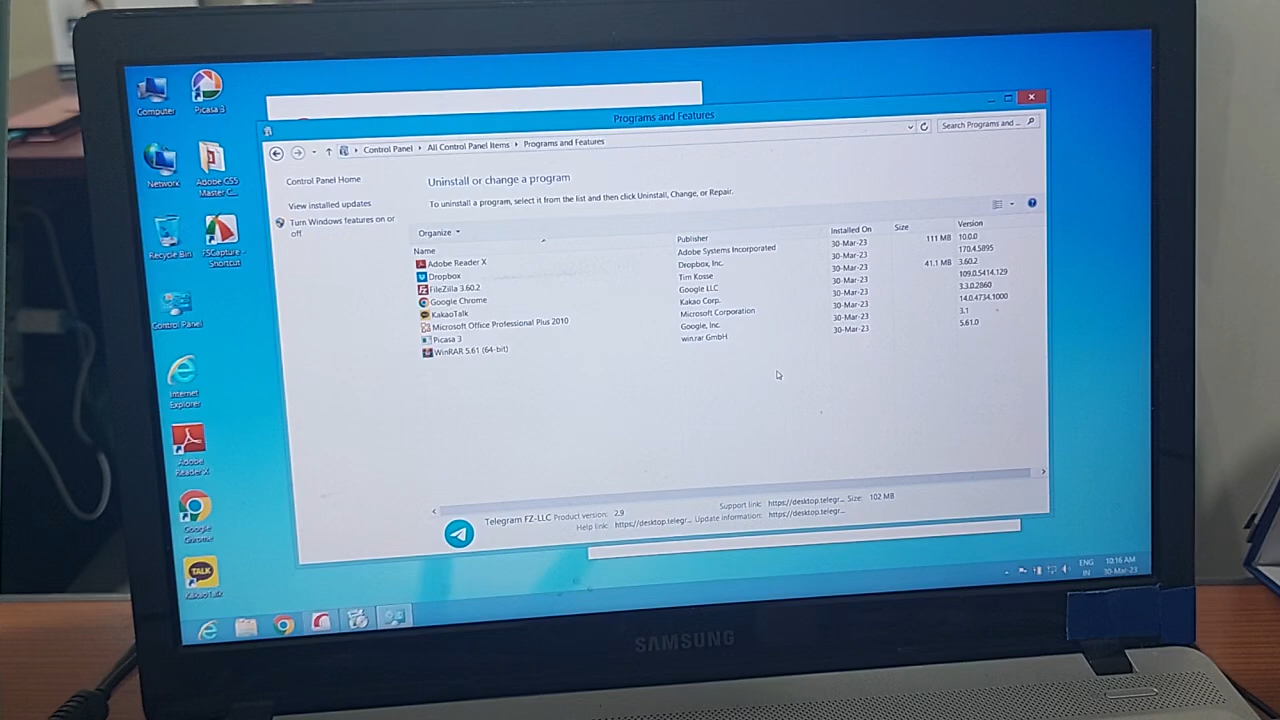 Computer
Picasa 3
Network
Adobe CS5
Master C...
Recycle Bin
FSCapture -
Shortcut
Control Panel
Internet
Explorer
Adobe
Reader X
Google
Chrome
TALK
KakaoTalk
Programs and Features
Control Panel
All Control Panel Items
Programs and Features
Search Programs and ...
Control Panel Home
View installed updates
Turn Windows features on or
off
Uninstall or change a program
To uninstall a program, select it from the list and then click Uninstall, Change, or Repair.
Organize
Name Publisher Installed On Size Version
Adobe Reader X Adobe Systems Incorporated 30-Mar-23 111 MB 10.0.0
Dropbox Dropbox, Inc. 30-Mar-23 170.4.5895
FileZilla 3.60.2 Tim Kosse 30-Mar-23 41.1 MB 3.60.2
Google Chrome Google LLC 30-Mar-23 109.0.5414.129
KakaoTalk Kakao Corp. 30-Mar-23 3.3.0.2860
Microsoft Office Professional Plus 2010 Microsoft Corporation 30-Mar-23 14.0.4734.1000
Picasa 3 Google, Inc. 30-Mar-23 3.1
WinRAR 5.61 (64-bit) win.rar GmbH 30-Mar-23 5.61.0
Telegram FZ-LLC Product version: 2.9 Support link: https://desktop.telegr... Size: 102 MB
Help link: https://desktop.telegr... Update information: https://desktop.telegr...
ENG 10:16 AM
IN 30-Mar-23
SAMSUNG